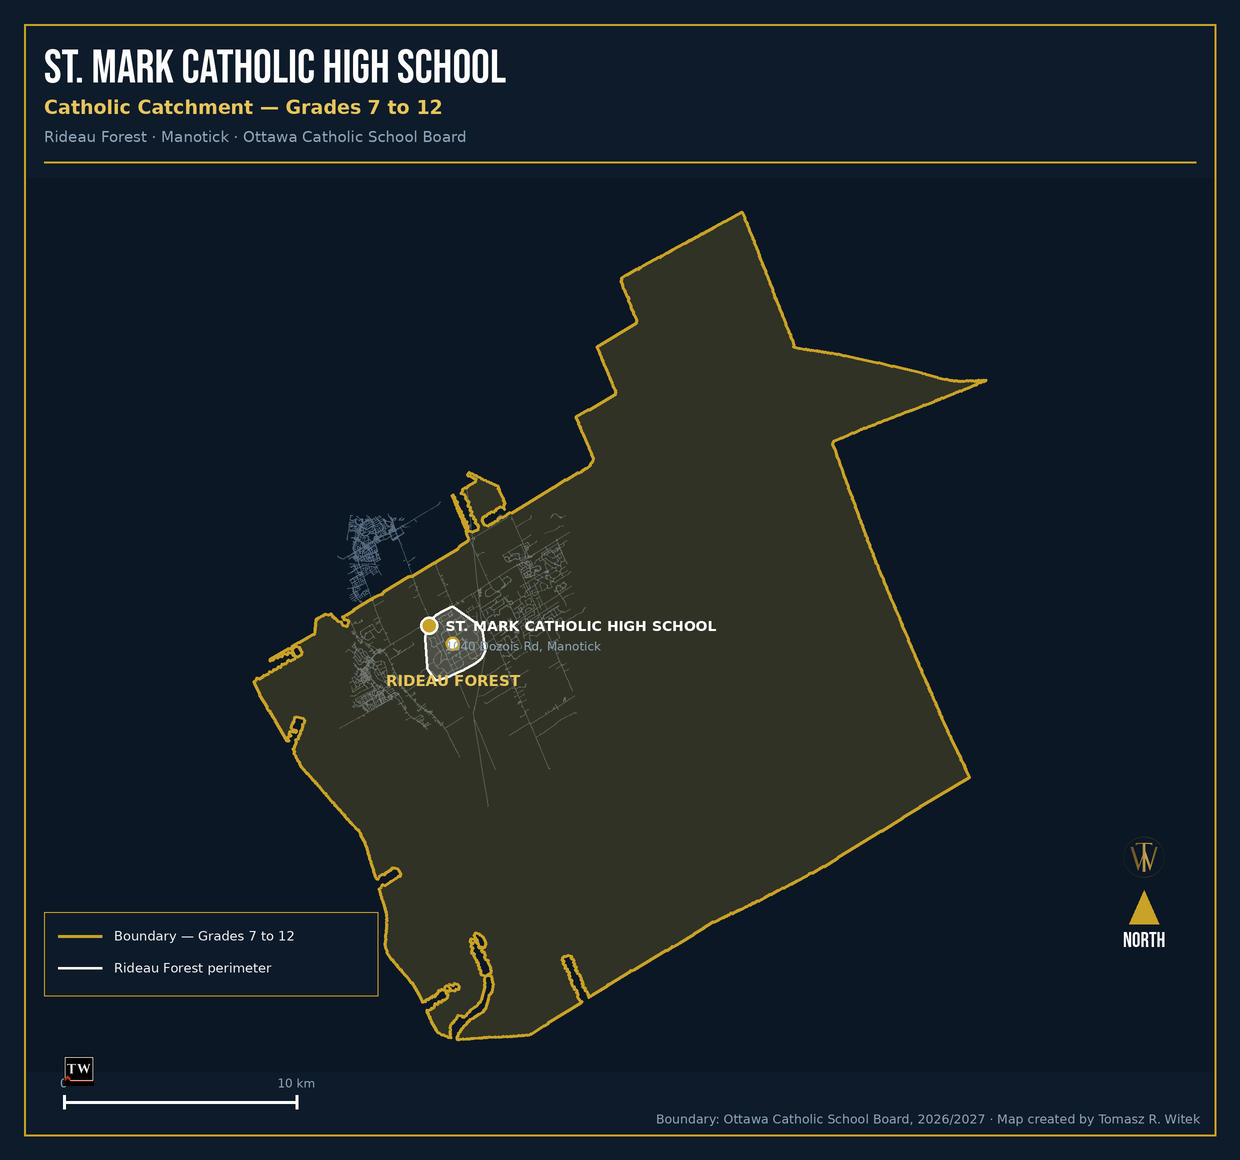 ST. MARK CATHOLIC HIGH SCHOOL
Catholic Catchment — Grades 7 to 12
Rideau Forest · Manotick · Ottawa Catholic School Board
ST. MARK CATHOLIC HIGH SCHOOL
Dozois Rd, Manotick
RIDEAU FOREST
Boundary — Grades 7 to 12
Rideau Forest perimeter
TW
NORTH
TW
0 10 km
Boundary: Ottawa Catholic School Board, 2026/2027 · Map created by Tomasz R. Witek